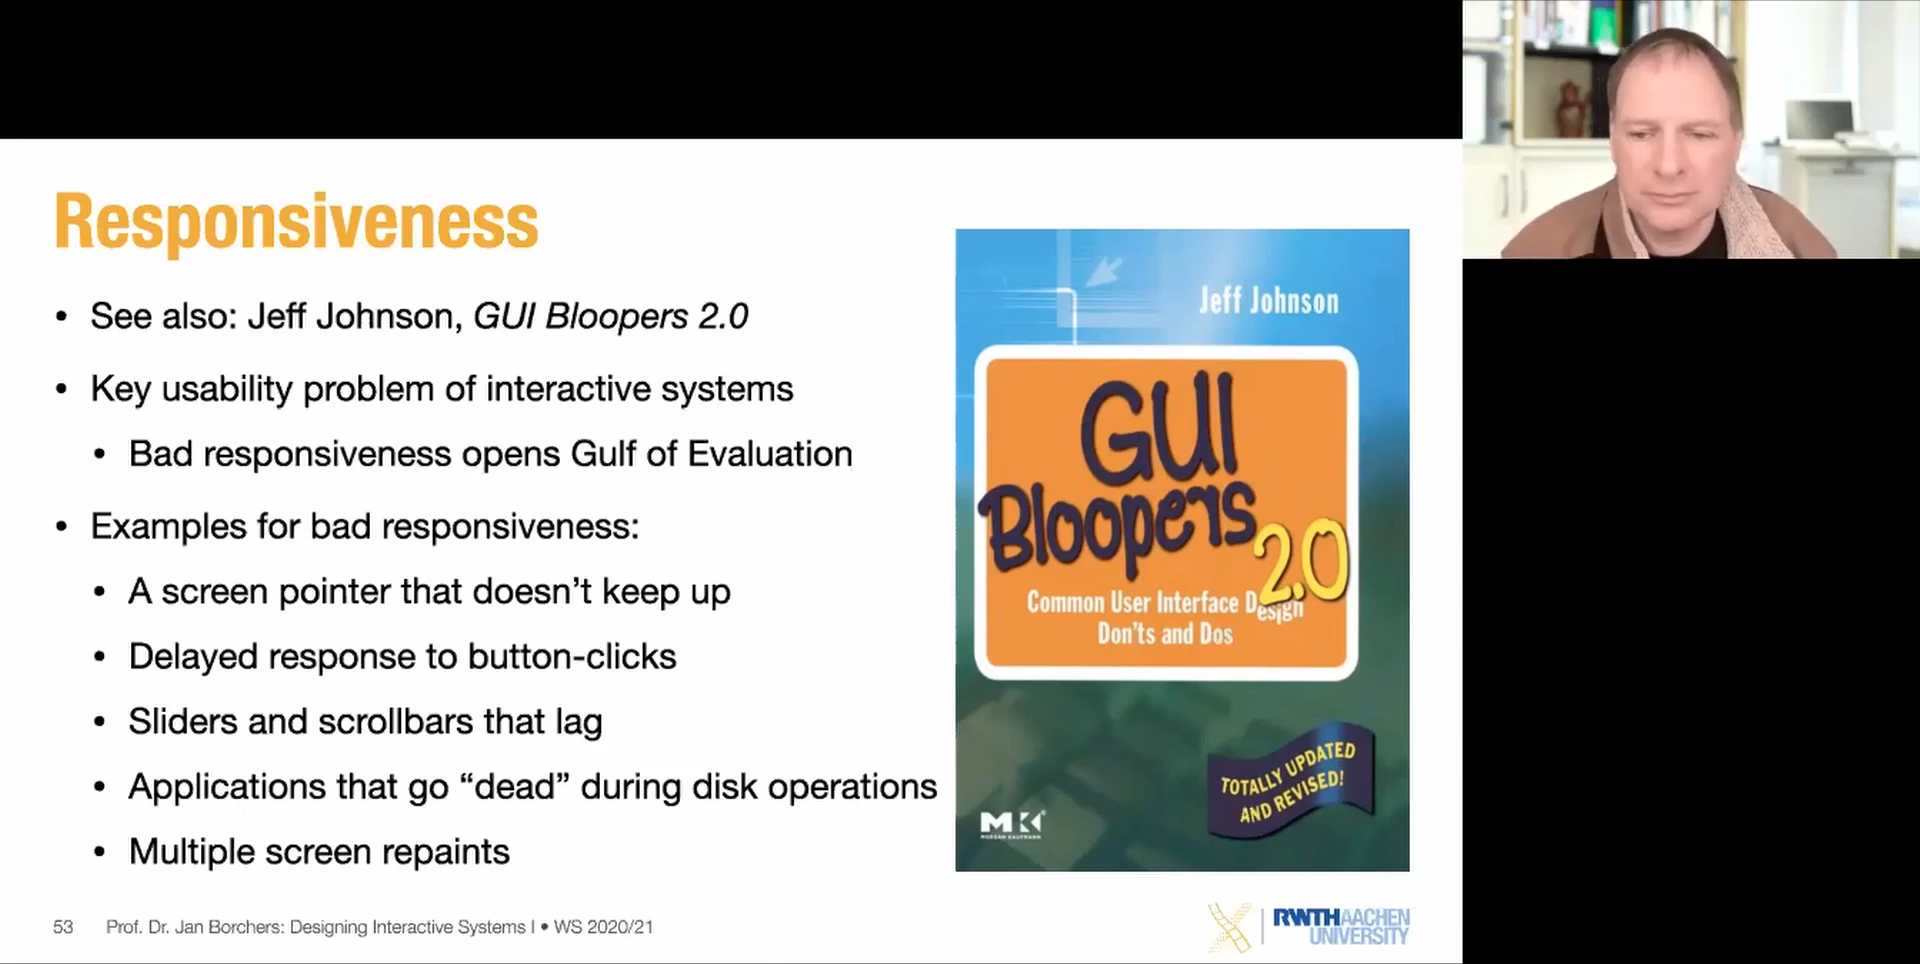 Responsiveness
• See also: Jeff Johnson, GUI Bloopers 2.0
• Key usability problem of interactive systems
• Bad responsiveness opens Gulf of Evaluation
• Examples for bad responsiveness:
• A screen pointer that doesn’t keep up
• Delayed response to button-clicks
• Sliders and scrollbars that lag
• Applications that go “dead” during disk operations
• Multiple screen repaints
Jeff Johnson
GUI
Bloopers
2.0
Common User Interface Design
Don'ts and Dos
TOTALLY UPDATED
AND REVISED!
MK
MORGAN KAUFMANN
53 Prof. Dr. Jan Borchers: Designing Interactive Systems I • WS 2020/21
RWTHAACHEN
UNIVERSITY